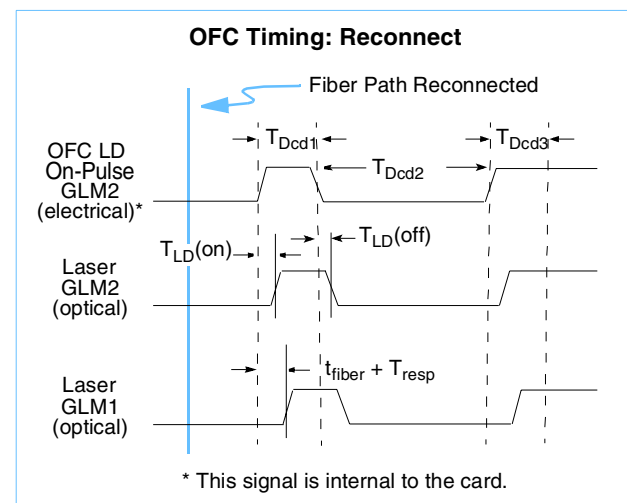 OFC Timing: Reconnect
Fiber Path Reconnected
OFC LD
On-Pulse
GLM2
(electrical)*
TDcd1
TDcd2
TDcd3
TLD(on)
TLD(off)
Laser
GLM2
(optical)
tfiber + Tresp
Laser
GLM1
(optical)
* This signal is internal to the card.